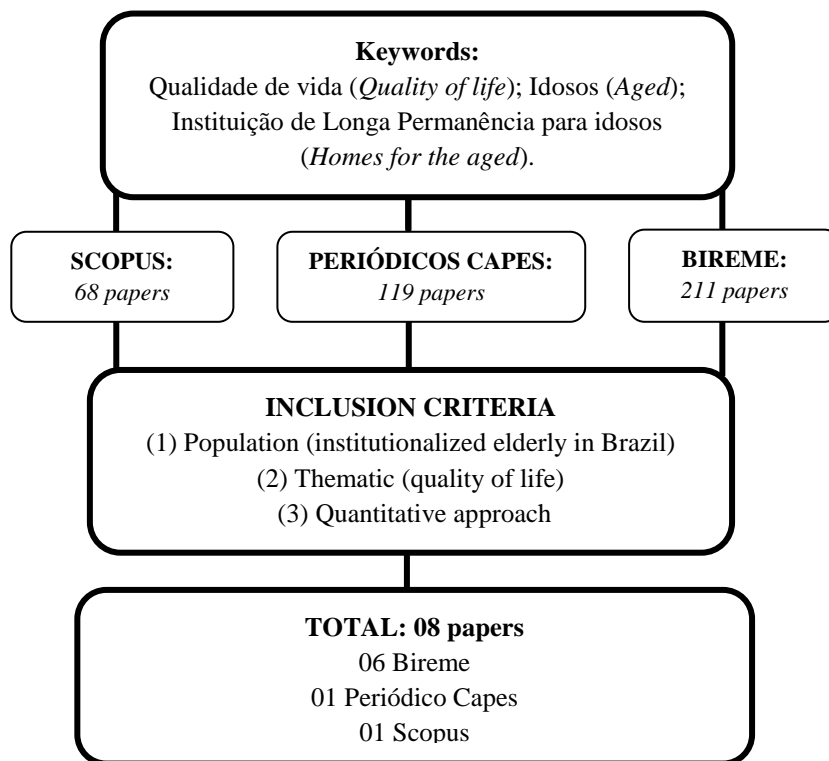 Keywords:
Qualidade de vida (Quality of life); Idosos (Aged);
Instituição de Longa Permanência para idosos
(Homes for the aged).
SCOPUS:
68 papers
PERIÓDICOS CAPES:
119 papers
BIREME:
211 papers
INCLUSION CRITERIA
(1) Population (institutionalized elderly in Brazil)
(2) Thematic (quality of life)
(3) Quantitative approach
TOTAL: 08 papers
06 Bireme
01 Periódico Capes
01 Scopus